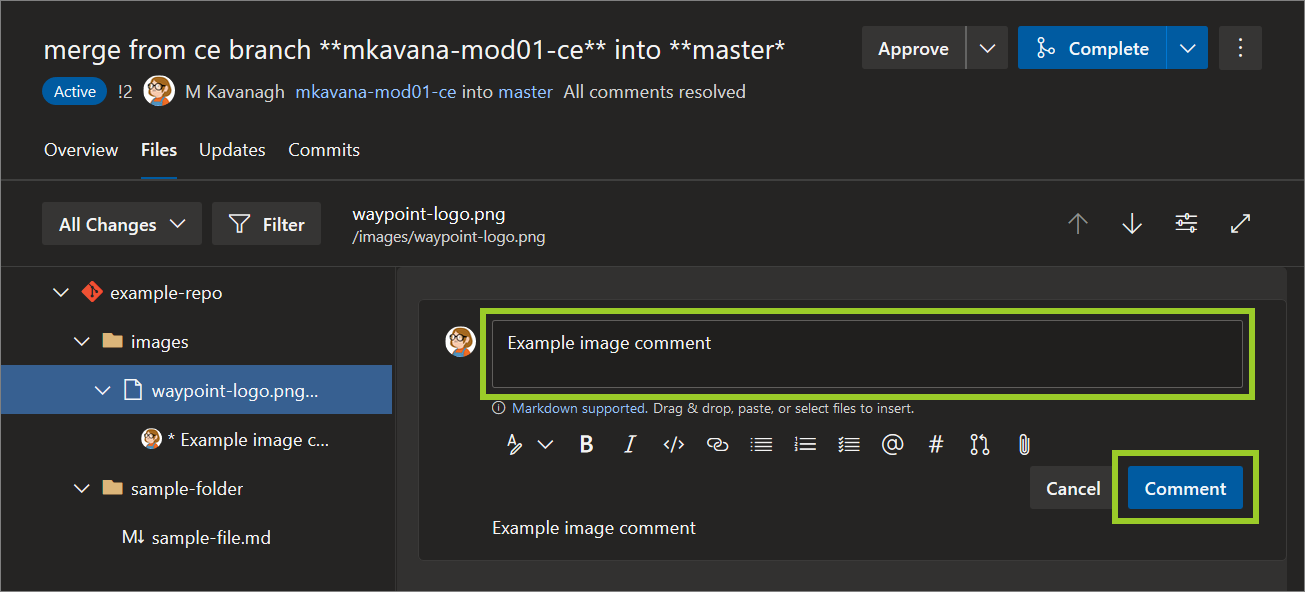 merge from ce branch **mkavana-mod01-ce** into **master*
Approve
Complete
Active !2 M Kavanagh mkavana-mod01-ce into master All comments resolved
Overview Files Updates Commits
All Changes
Filter
waypoint-logo.png
/images/waypoint-logo.png
example-repo
images
waypoint-logo.png...
* Example image c...
sample-folder
M↓ sample-file.md
Example image comment
Markdown supported. Drag & drop, paste, or select files to insert.
B I </> @ #
Cancel
Comment
Example image comment